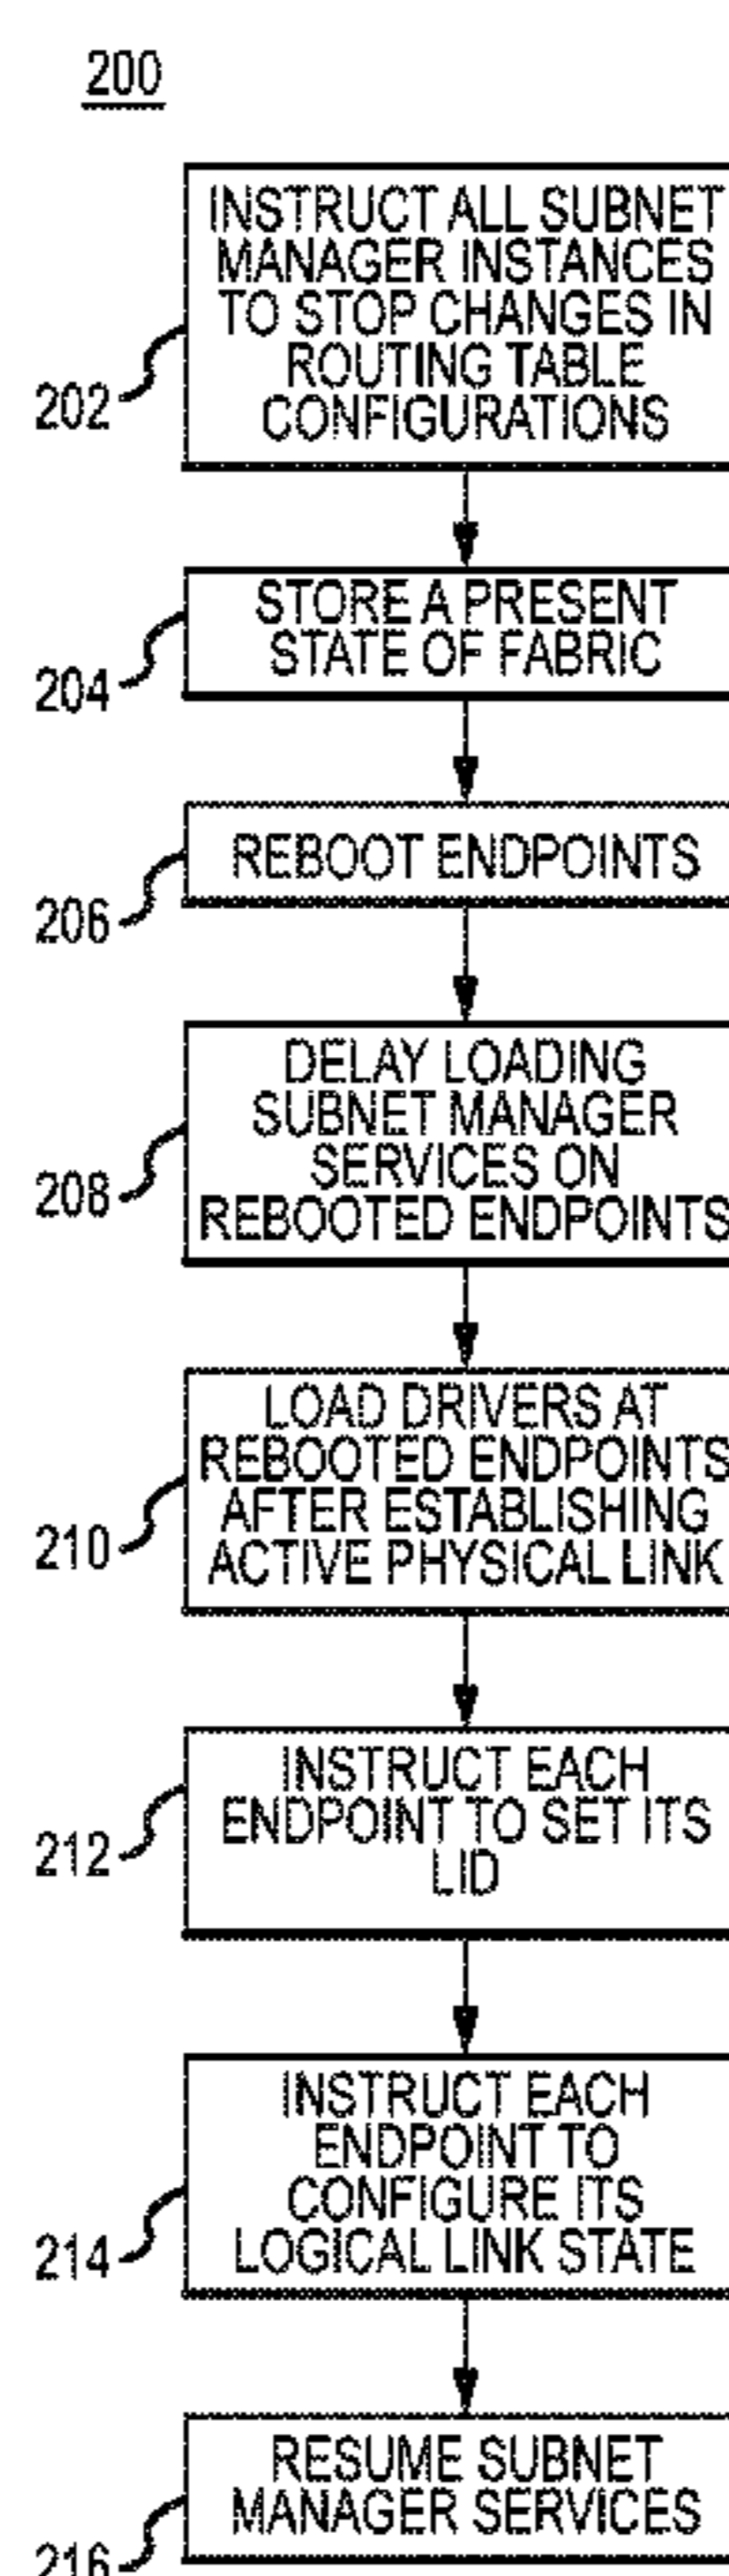 200
INSTRUCT ALL SUBNET
MANAGER INSTANCES
TO STOP CHANGES IN
ROUTING TABLE
CONFIGURATIONS
202
STORE A PRESENT
STATE OF FABRIC
204
REBOOT ENDPOINTS
206
DELAY LOADING
SUBNET MANAGER
SERVICES ON
REBOOTED ENDPOINTS
208
LOAD DRIVERS AT
REBOOTED ENDPOINTS
AFTER ESTABLISHING
ACTIVE PHYSICAL LINK
210
INSTRUCT EACH
ENDPOINT TO SET ITS
LID
212
INSTRUCT EACH
ENDPOINT TO
CONFIGURE ITS
LOGICAL LINK STATE
214
RESUME SUBNET
MANAGER SERVICES
216